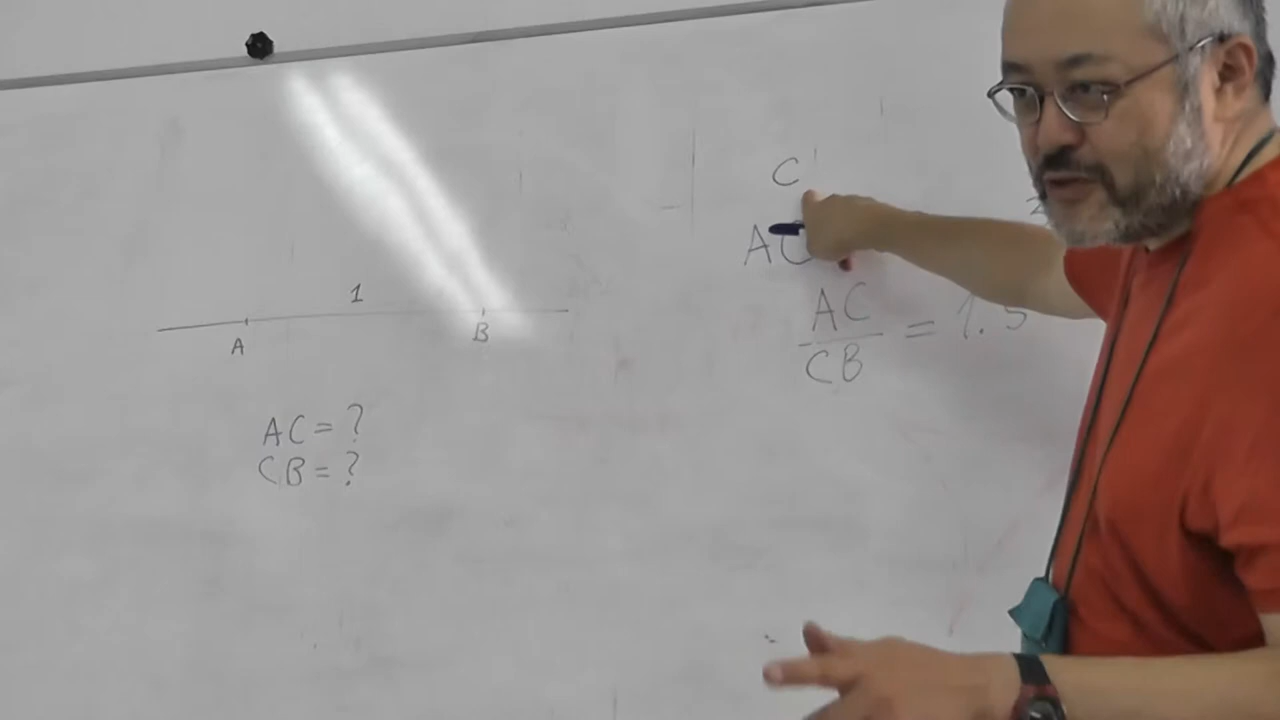 1
A B
AC = ?
CB = ?
C
AC
AC
CB = 1.5